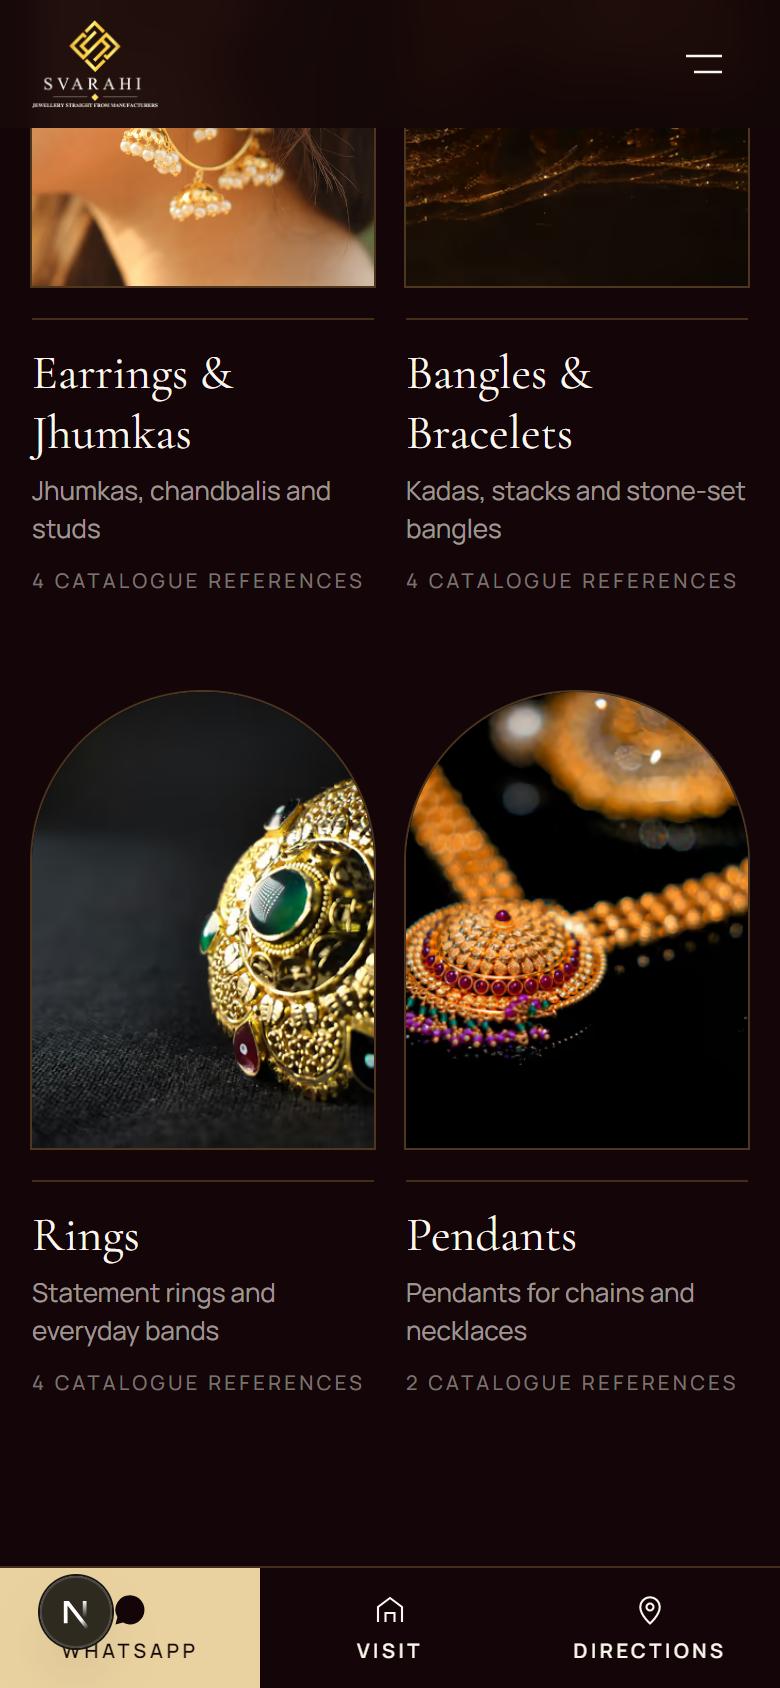 SVARAHI
JEWELLERY STRAIGHT FROM MANUFACTURERS
Earrings &
Jhumkas
Jhumkas, chandbalis and
studs
4 CATALOGUE REFERENCES
Bangles &
Bracelets
Kadas, stacks and stone-set
bangles
4 CATALOGUE REFERENCES
Rings
Statement rings and
everyday bands
4 CATALOGUE REFERENCES
Pendants
Pendants for chains and
necklaces
2 CATALOGUE REFERENCES
N
WHATSAPP
VISIT
DIRECTIONS